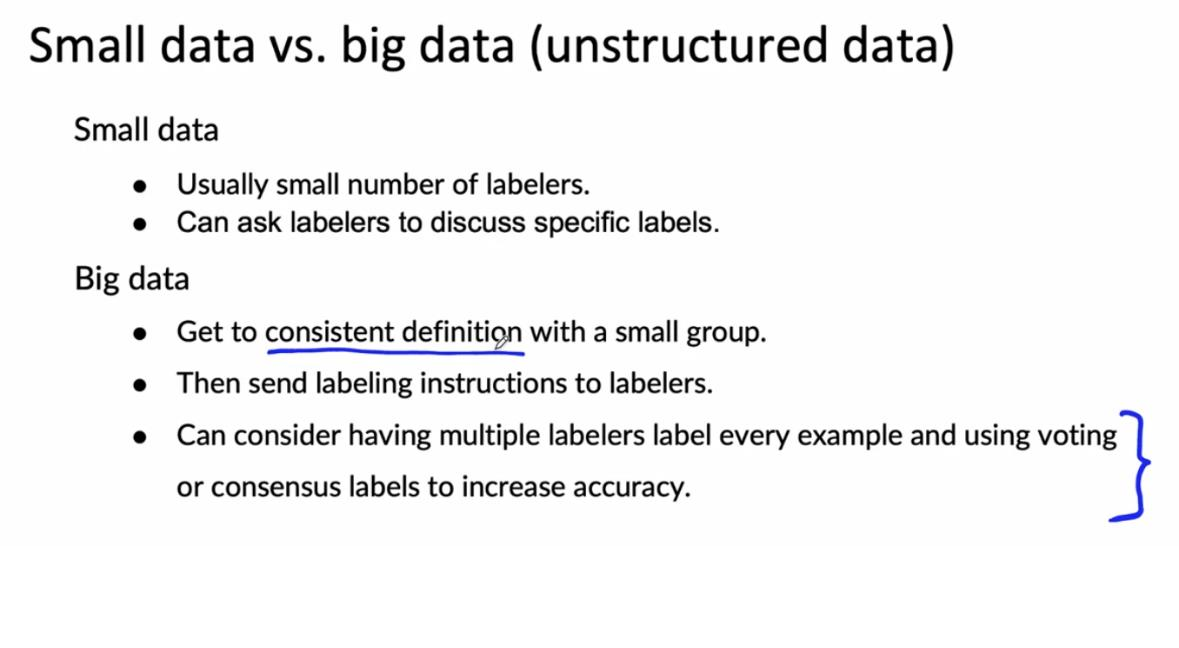 Small data vs. big data (unstructured data)
Small data
● Usually small number of labelers.
● Can ask labelers to discuss specific labels.
Big data
● Get to consistent definition with a small group.
● Then send labeling instructions to labelers.
● Can consider having multiple labelers label every example and using voting
or consensus labels to increase accuracy.